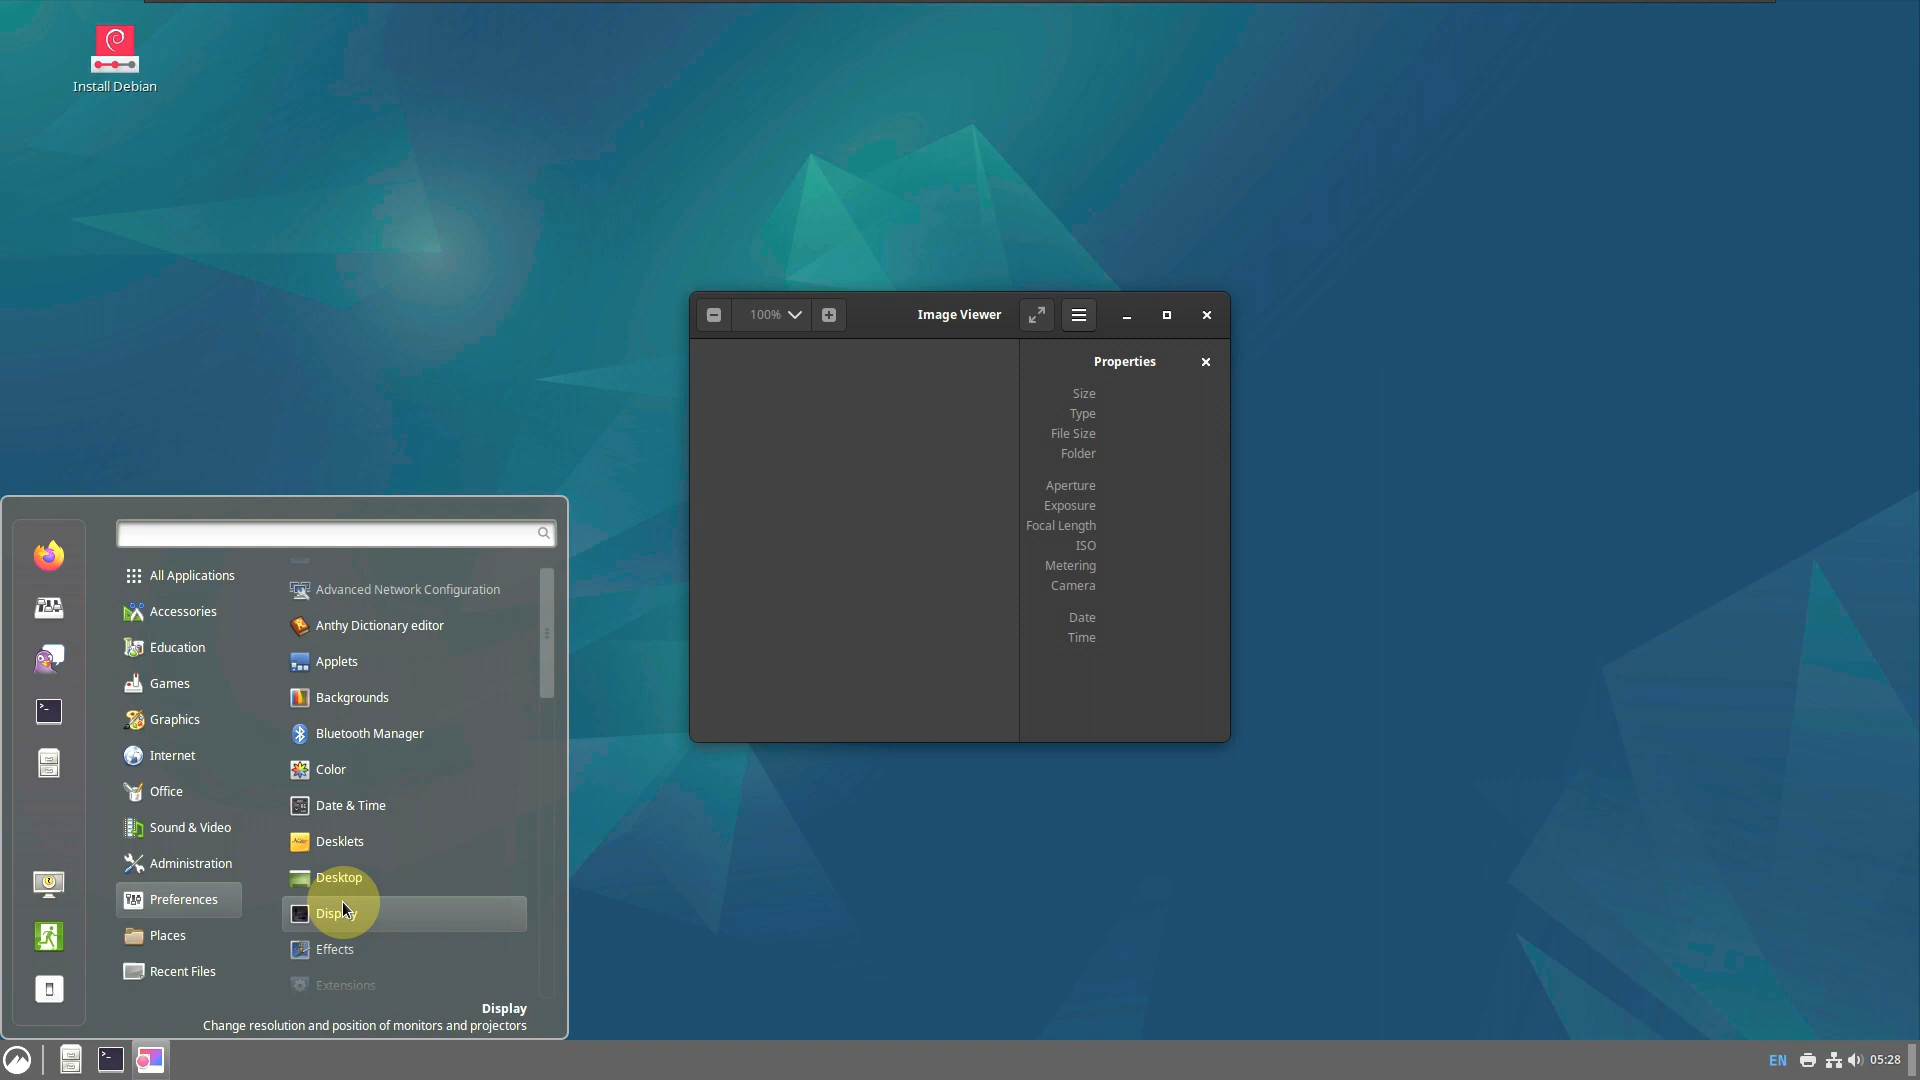 Install Debian
100%
Image Viewer
Properties
Size
Type
File Size
Folder
Aperture
Exposure
Focal Length
ISO
Metering
Camera
Date
Time
All Applications
Accessories
Education
Games
Graphics
Internet
Office
Sound & Video
Administration
Preferences
Places
Recent Files
Advanced Network Configuration
Anthy Dictionary editor
Applets
Backgrounds
Bluetooth Manager
Color
Date & Time
Desklets
Desktop
Display
Effects
Extensions
Display
Change resolution and position of monitors and projectors
EN
05:28